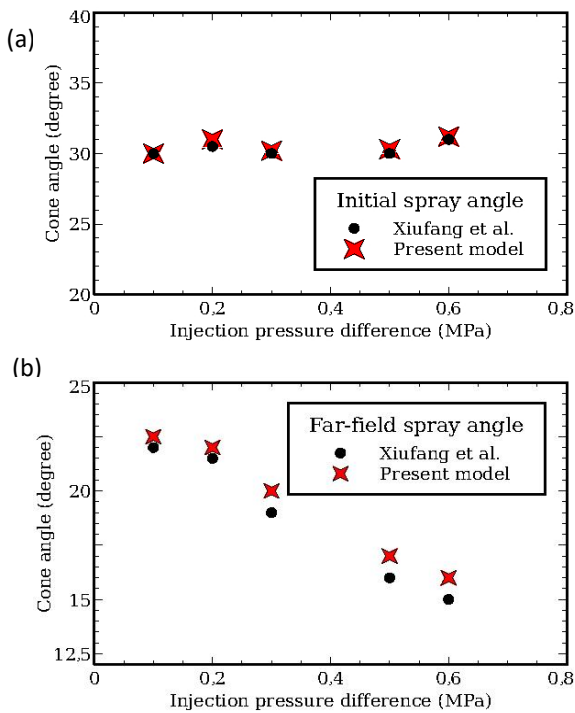 (a)
40
35
30
25
20
Cone angle (degree)
Initial spray angle
Xiufang et al.
Present model
0
0,2
0,4
0,6
0,8
Injection pressure difference (MPa)
(b)
25
20
15
12,5
Cone angle (degree)
Far-field spray angle
Xiufang et al.
Present model
0
0,2
0,4
0,6
0,8
Injection pressure difference (MPa)